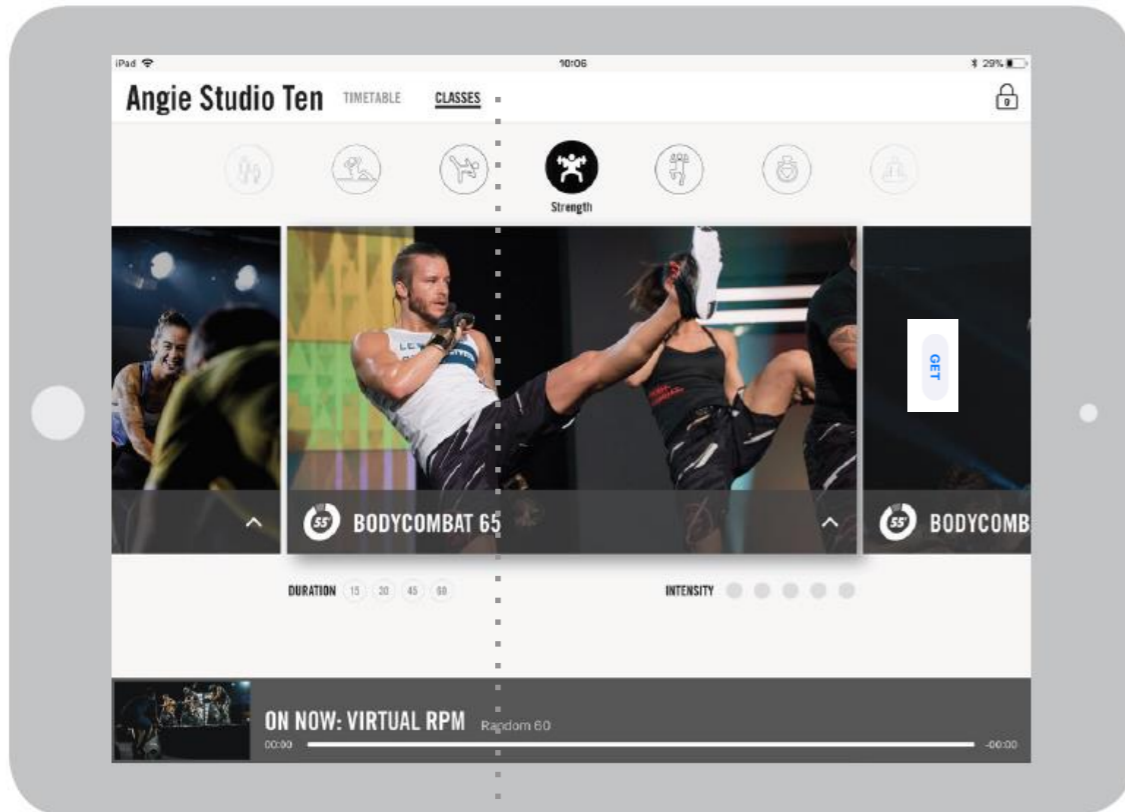 iPad 10:06 29%
Angie Studio Ten TIMETABLE CLASSES
Strength
GET
55' BODYCOMBAT 65
55' BODYCOMB
DURATION 15 30 45 60 INTENSITY
ON NOW: VIRTUAL RPM Random 60
00:00 -00:00